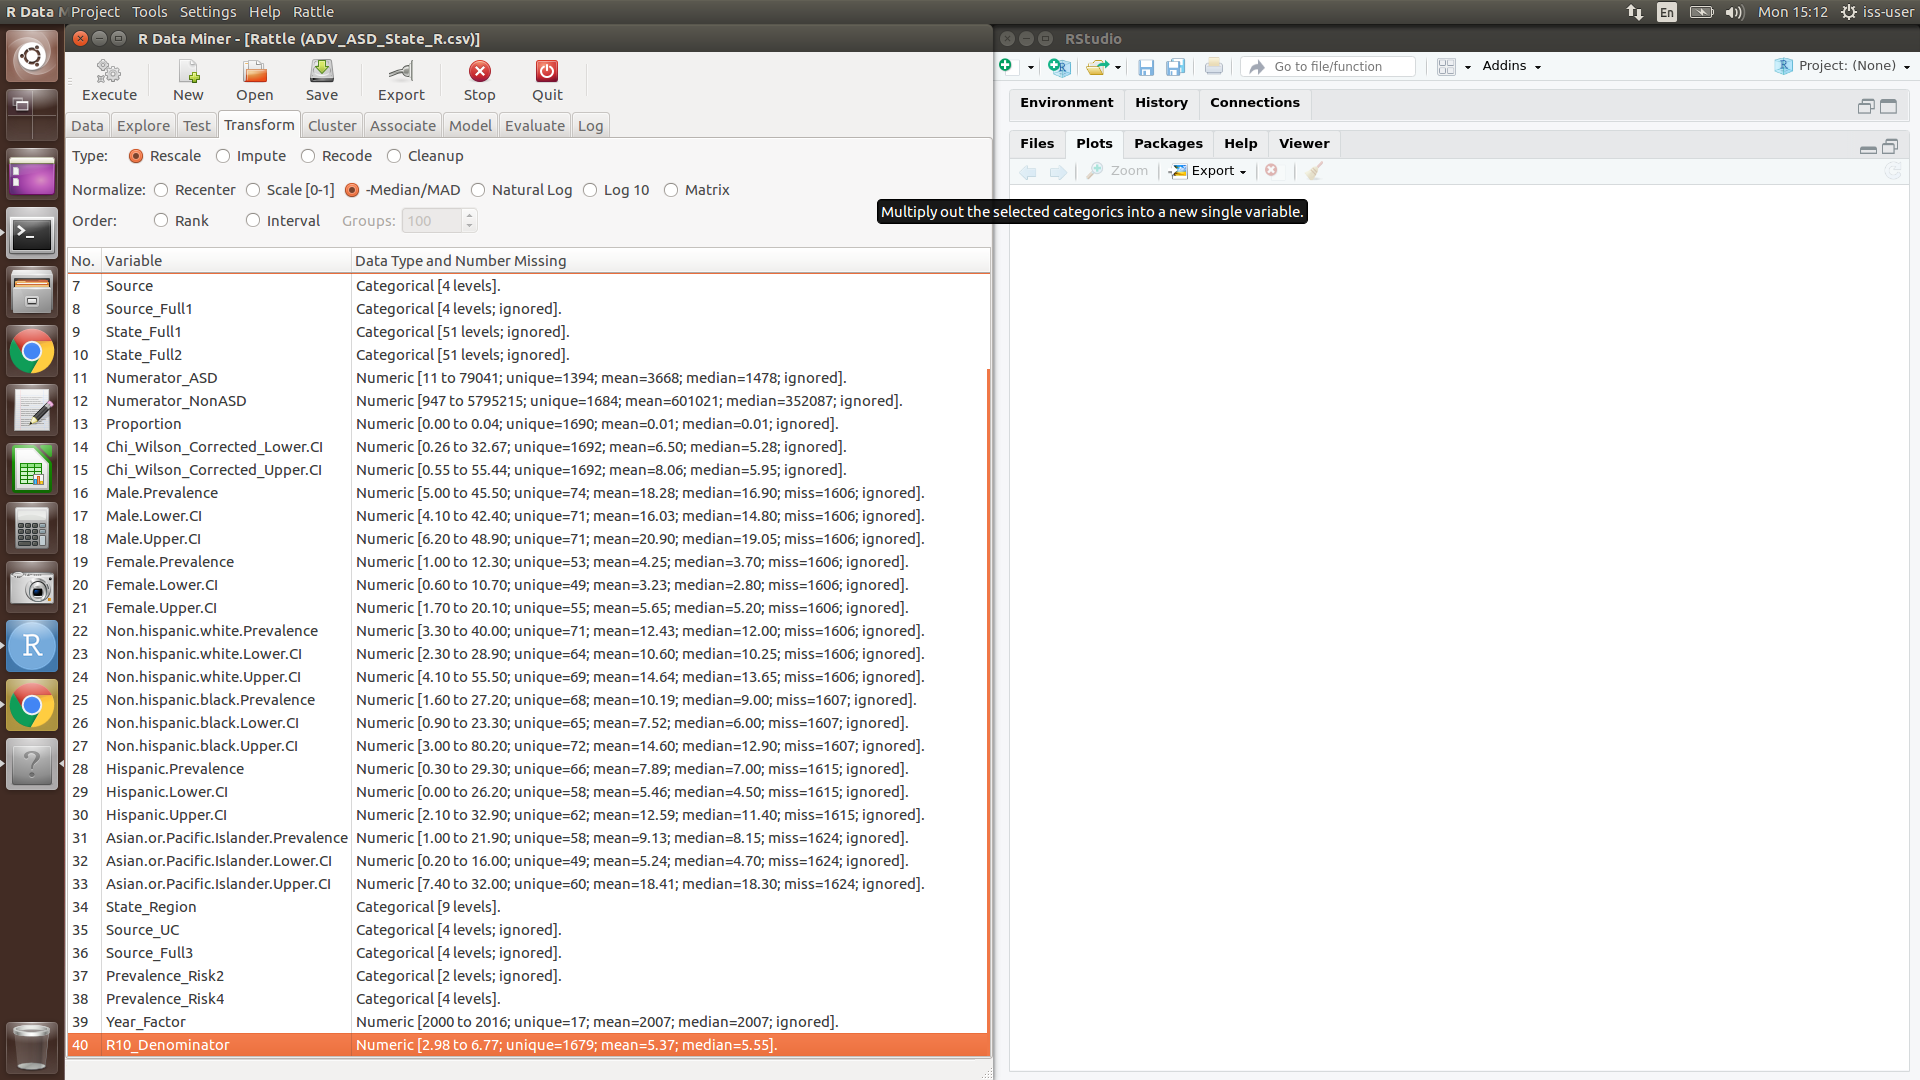 R Data M Project Tools Settings Help Rattle
En Mon 15:12 iss-user
R Data Miner - [Rattle (ADV_ASD_State_R.csv)]
Execute New Open Save Export Stop Quit
Data Explore Test Transform Cluster Associate Model Evaluate Log
Type: Rescale Impute Recode Cleanup
Normalize: Recenter Scale [0-1] -Median/MAD Natural Log Log 10 Matrix
Order: Rank Interval Groups: 100
No. Variable Data Type and Number Missing
7 Source Categorical [4 levels].
8 Source_Full1 Categorical [4 levels; ignored].
9 State_Full1 Categorical [51 levels; ignored].
10 State_Full2 Categorical [51 levels; ignored].
11 Numerator_ASD Numeric [11 to 79041; unique=1394; mean=3668; median=1478; ignored].
12 Numerator_NonASD Numeric [947 to 5795215; unique=1684; mean=601021; median=352087; ignored].
13 Proportion Numeric [0.00 to 0.04; unique=1690; mean=0.01; median=0.01; ignored].
14 Chi_Wilson_Corrected_Lower.CI Numeric [0.26 to 32.67; unique=1692; mean=6.50; median=5.28; ignored].
15 Chi_Wilson_Corrected_Upper.CI Numeric [0.55 to 55.44; unique=1692; mean=8.06; median=5.95; ignored].
16 Male.Prevalence Numeric [5.00 to 45.50; unique=74; mean=18.28; median=16.90; miss=1606; ignored].
17 Male.Lower.CI Numeric [4.10 to 42.40; unique=71; mean=16.03; median=14.80; miss=1606; ignored].
18 Male.Upper.CI Numeric [6.20 to 48.90; unique=71; mean=20.90; median=19.05; miss=1606; ignored].
19 Female.Prevalence Numeric [1.00 to 12.30; unique=53; mean=4.25; median=3.70; miss=1606; ignored].
20 Female.Lower.CI Numeric [0.60 to 10.70; unique=49; mean=3.23; median=2.80; miss=1606; ignored].
21 Female.Upper.CI Numeric [1.70 to 20.10; unique=55; mean=5.65; median=5.20; miss=1606; ignored].
22 Non.hispanic.white.Prevalence Numeric [3.30 to 40.00; unique=71; mean=12.43; median=12.00; miss=1606; ignored].
23 Non.hispanic.white.Lower.CI Numeric [2.30 to 28.90; unique=64; mean=10.60; median=10.25; miss=1606; ignored].
24 Non.hispanic.white.Upper.CI Numeric [4.10 to 55.50; unique=69; mean=14.64; median=13.65; miss=1606; ignored].
25 Non.hispanic.black.Prevalence Numeric [1.60 to 27.20; unique=68; mean=10.19; median=9.00; miss=1607; ignored].
26 Non.hispanic.black.Lower.CI Numeric [0.90 to 23.30; unique=65; mean=7.52; median=6.00; miss=1607; ignored].
27 Non.hispanic.black.Upper.CI Numeric [3.00 to 80.20; unique=72; mean=14.60; median=12.90; miss=1607; ignored].
28 Hispanic.Prevalence Numeric [0.30 to 29.30; unique=66; mean=7.89; median=7.00; miss=1615; ignored].
29 Hispanic.Lower.CI Numeric [0.00 to 26.20; unique=58; mean=5.46; median=4.50; miss=1615; ignored].
30 Hispanic.Upper.CI Numeric [2.10 to 32.90; unique=62; mean=12.59; median=11.40; miss=1615; ignored].
31 Asian.or.Pacific.Islander.Prevalence Numeric [1.00 to 21.90; unique=58; mean=9.13; median=8.15; miss=1624; ignored].
32 Asian.or.Pacific.Islander.Lower.CI Numeric [0.20 to 16.00; unique=49; mean=5.24; median=4.70; miss=1624; ignored].
33 Asian.or.Pacific.Islander.Upper.CI Numeric [7.40 to 32.00; unique=60; mean=18.41; median=18.30; miss=1624; ignored].
34 State_Region Categorical [9 levels].
35 Source_UC Categorical [4 levels; ignored].
36 Source_Full3 Categorical [4 levels; ignored].
37 Prevalence_Risk2 Categorical [2 levels; ignored].
38 Prevalence_Risk4 Categorical [4 levels].
39 Year_Factor Numeric [2000 to 2016; unique=17; mean=2007; median=2007; ignored].
40 R10_Denominator Numeric [2.98 to 6.77; unique=1679; mean=5.37; median=5.55].
RStudio
Go to file/function Addins Project: (None)
Environment History Connections
Files Plots Packages Help Viewer
Zoom Export
Multiply out the selected categorics into a new single variable.